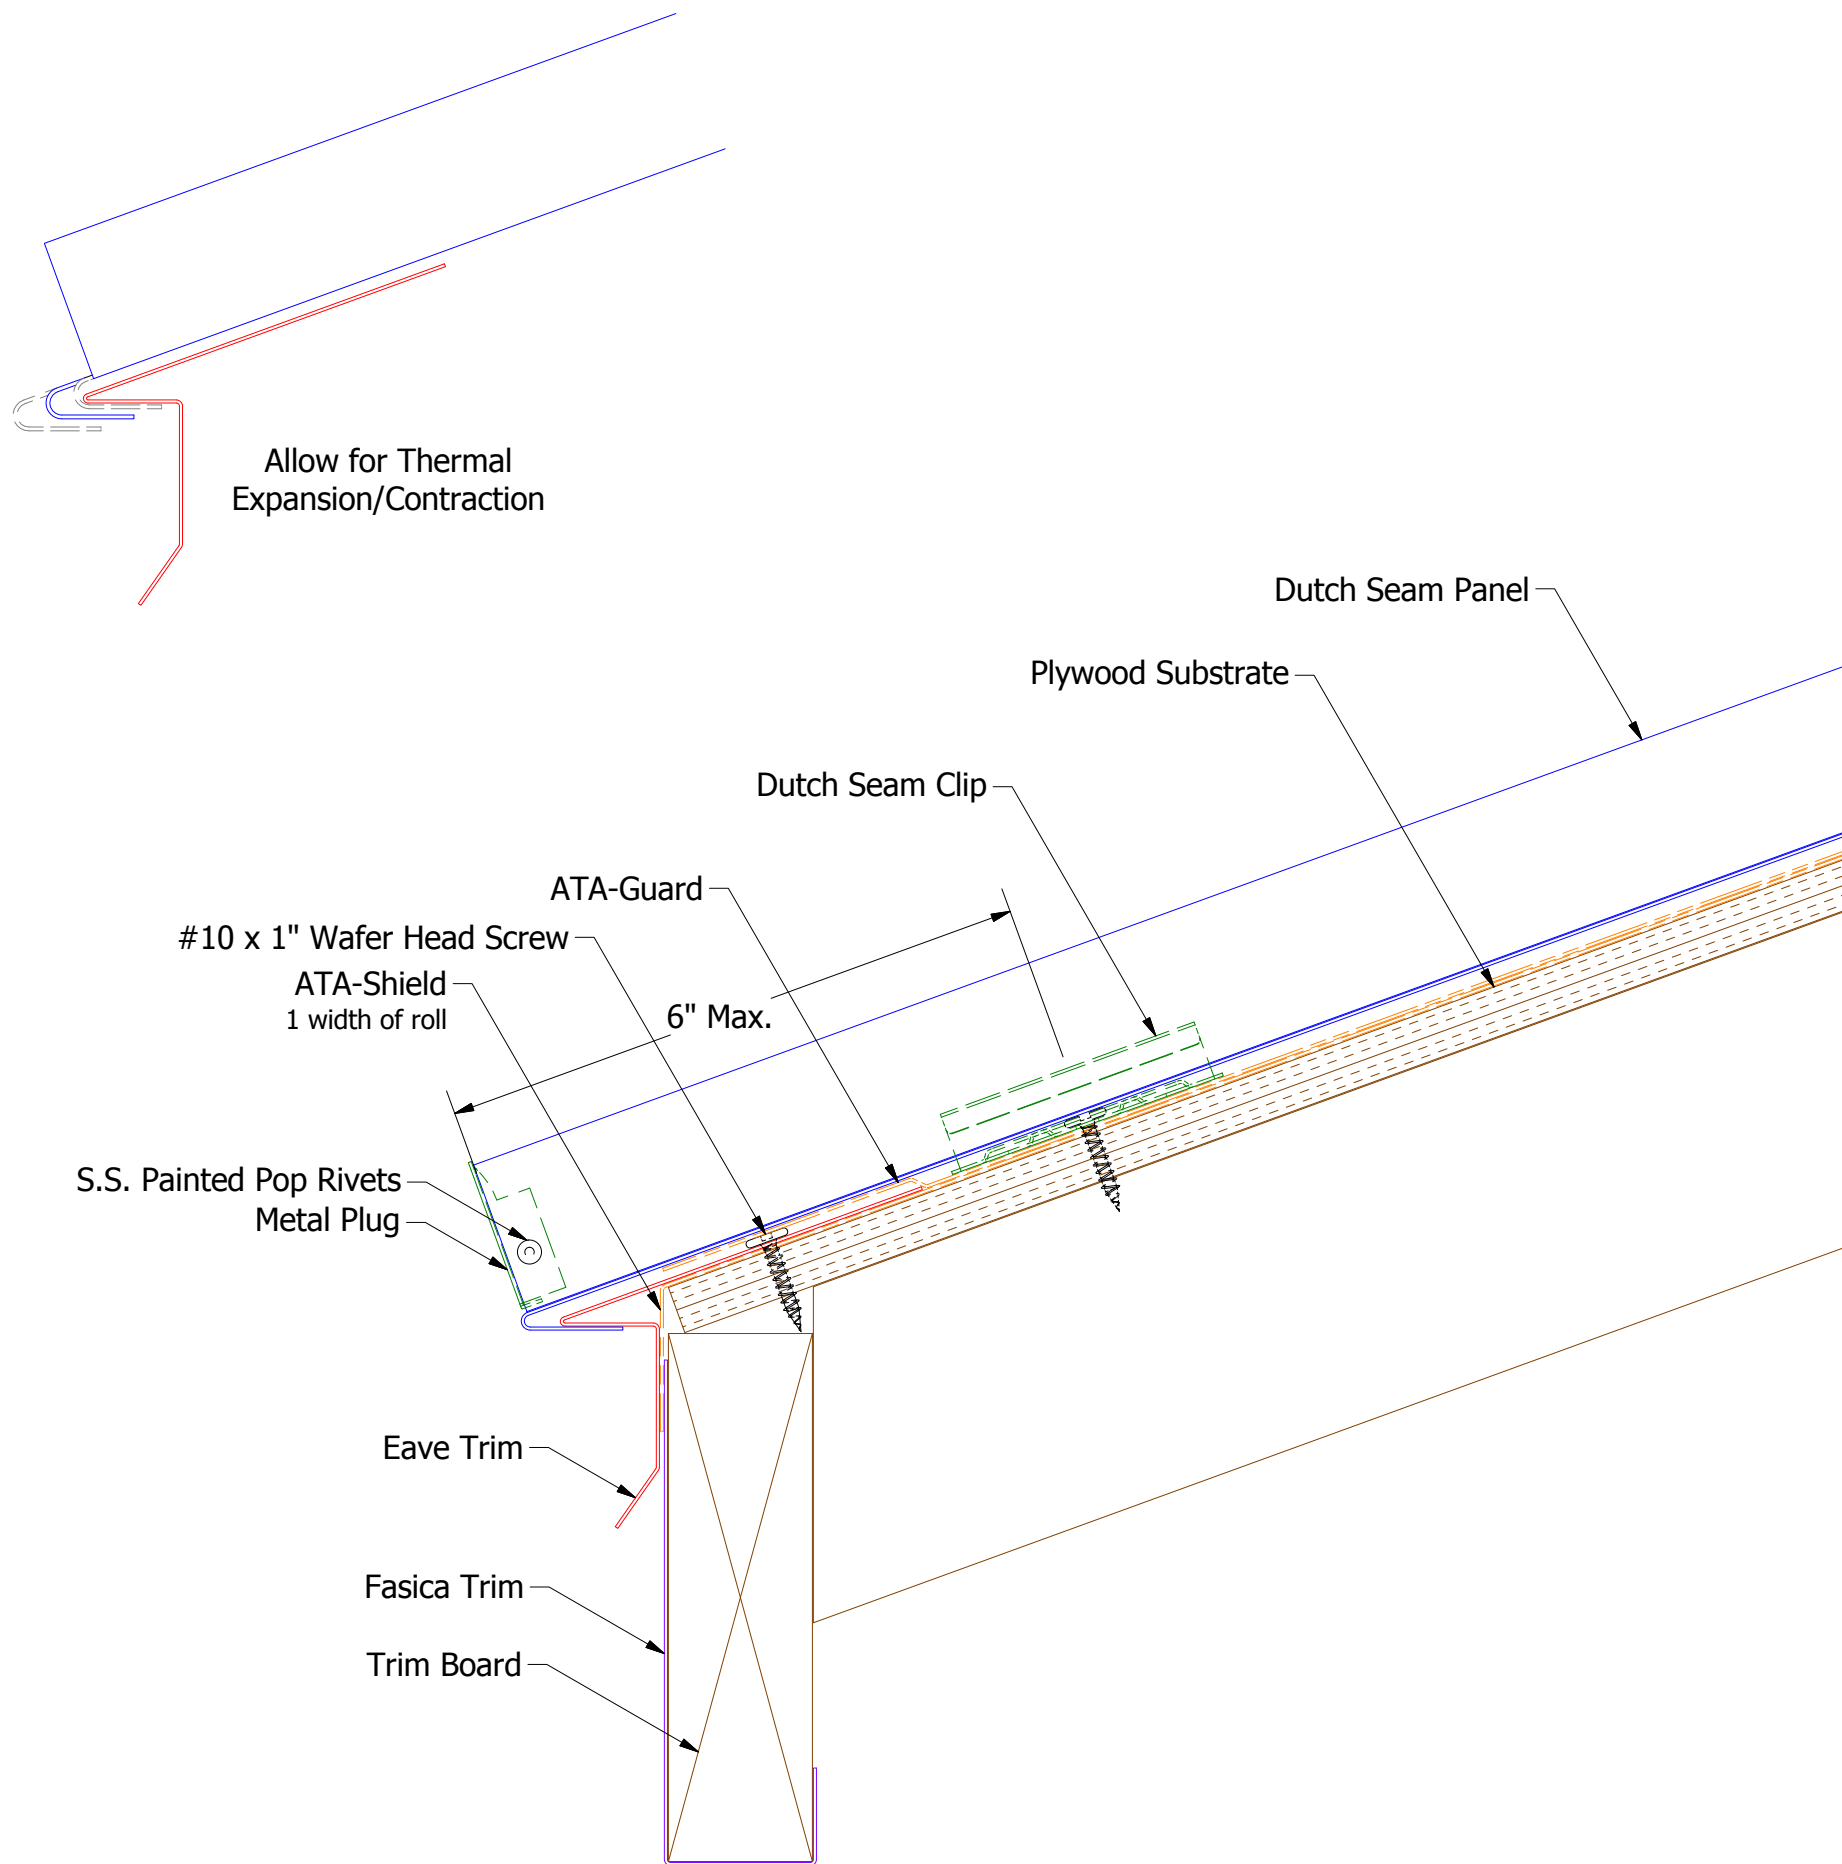 Allow for Thermal
Expansion/Contraction
Dutch Seam Panel
Plywood Substrate
Dutch Seam Clip
ATA-Guard
#10 x 1" Wafer Head Screw
ATA-Shield
1 width of roll
6" Max.
S.S. Painted Pop Rivets
Metal Plug
Eave Trim
Fasica Trim
Trim Board